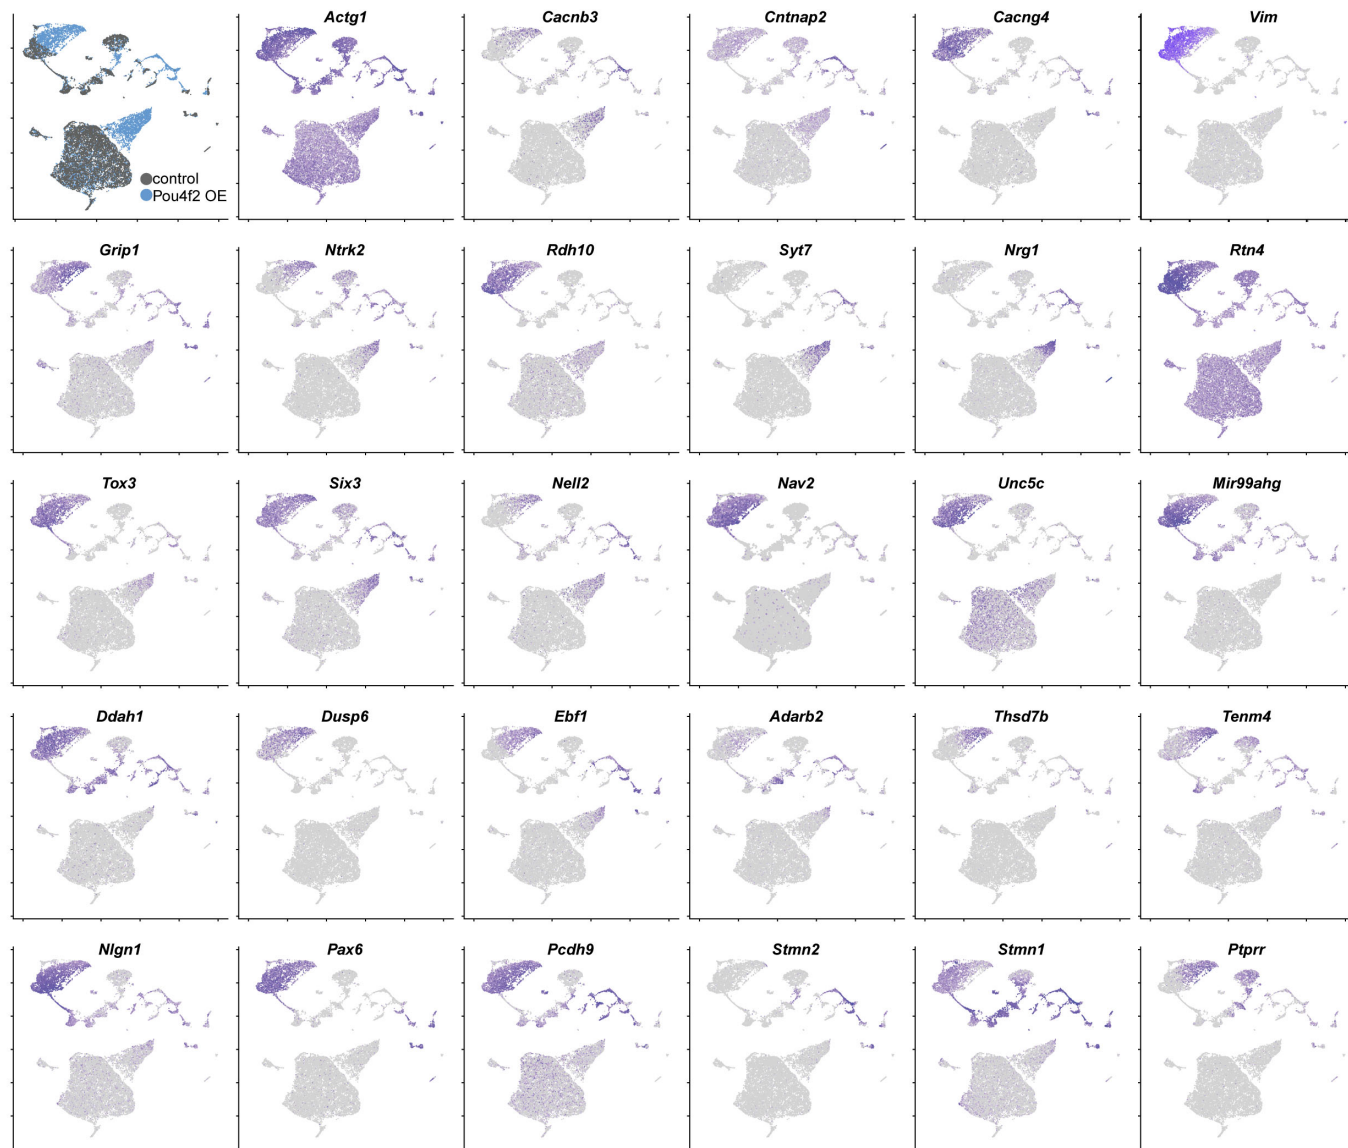 Actg1
Cacnb3
Cntnap2
Cacng4
Vim
control
Pou4f2 OE
Grip1
Ntrk2
Rdh10
Syt7
Nrg1
Rtn4
Tox3
Six3
Nell2
Nav2
Unc5c
Mir99ahg
Ddah1
Dusp6
Ebf1
Adarb2
Thsd7b
Tenm4
Nlgn1
Pax6
Pcdh9
Stmn2
Stmn1
Ptprr